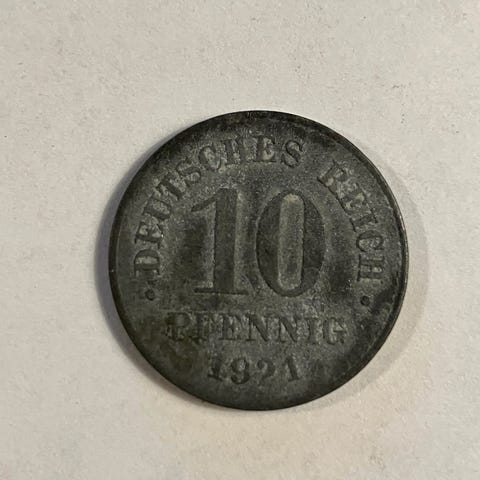 · DEUTSCHES REICH ·
10
PFENNIG
1921